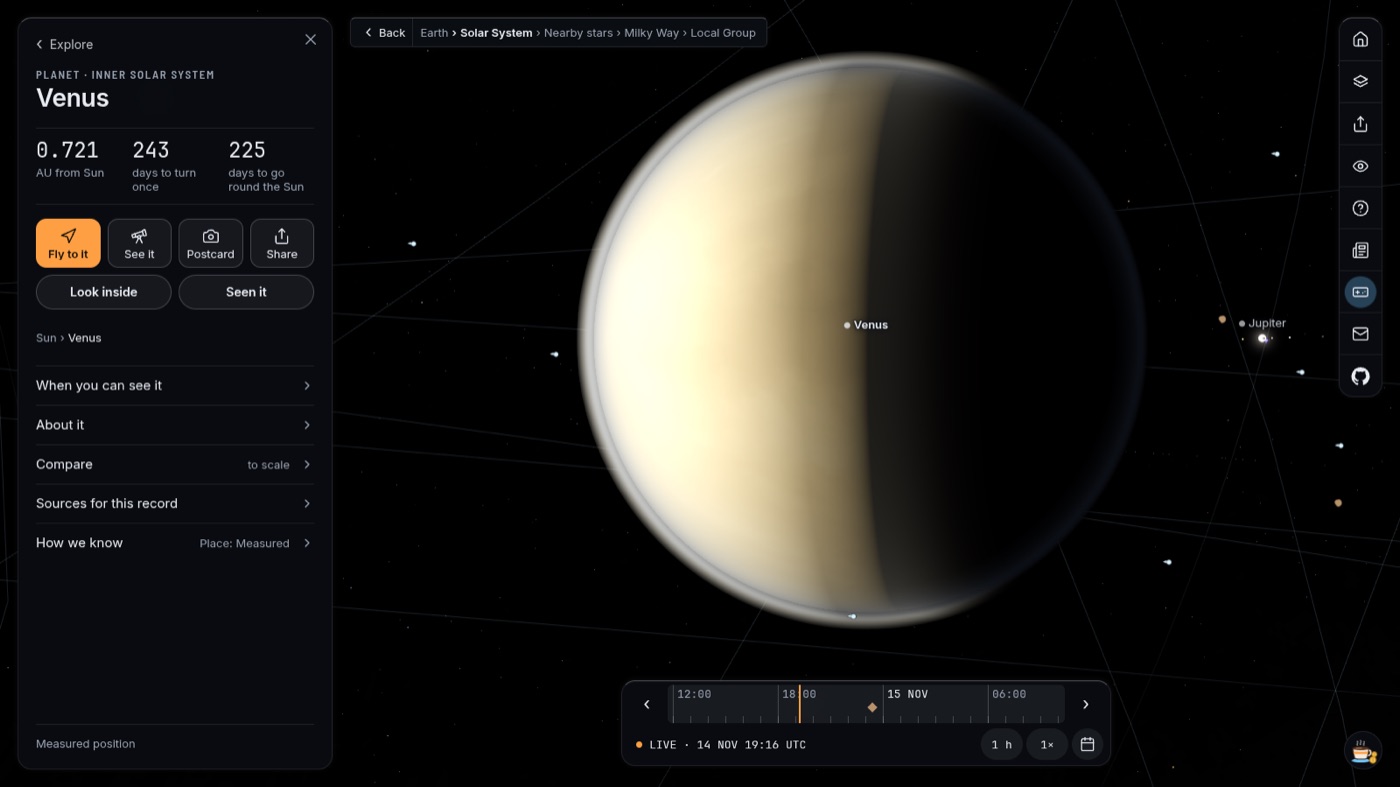 Explore
PLANET · INNER SOLAR SYSTEM
Venus
0.721
AU from Sun
243
days to turn
once
225
days to go
round the Sun
Fly to it
See it
Postcard
Share
Look inside
Seen it
Sun › Venus
When you can see it
About it
Compare
to scale
Sources for this record
How we know
Place: Measured
Measured position
Back
Earth › Solar System › Nearby stars › Milky Way › Local Group
Venus
Jupiter
12:00
18:00
15 NOV
06:00
LIVE · 14 NOV 19:16 UTC
1 h
1×